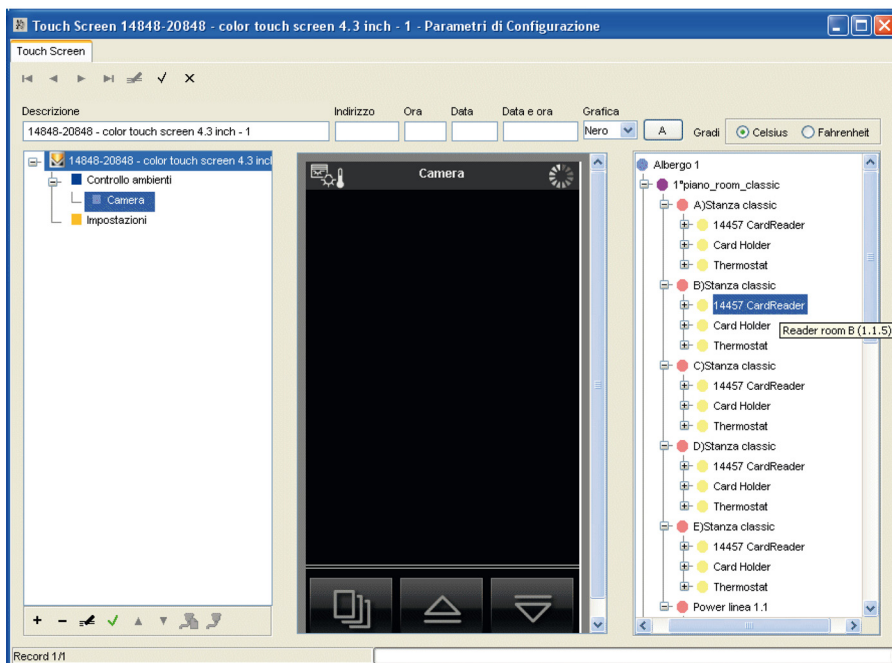 Touch Screen 14848-20848 - color touch screen 4.3 inch - 1 - Parametri di Configurazione
Touch Screen
Descrizione Indirizzo Ora Data Data e ora Grafica
14848-20848 - color touch screen 4.3 inch - 1 Nero A Gradi Celsius Fahrenheit
14848-20848 - color touch screen 4.3 incl
Controllo ambienti
Camera
Impostazioni
Camera
Albergo 1
1°piano_room_classic
A)Stanza classic
14457 CardReader
Card Holder
Thermostat
B)Stanza classic
14457 CardReader
Card Holder
Reader room B (1.1.5)
Thermostat
C)Stanza classic
14457 CardReader
Card Holder
Thermostat
D)Stanza classic
14457 CardReader
Card Holder
Thermostat
E)Stanza classic
14457 CardReader
Card Holder
Thermostat
Power linea 1.1
Record 1/1